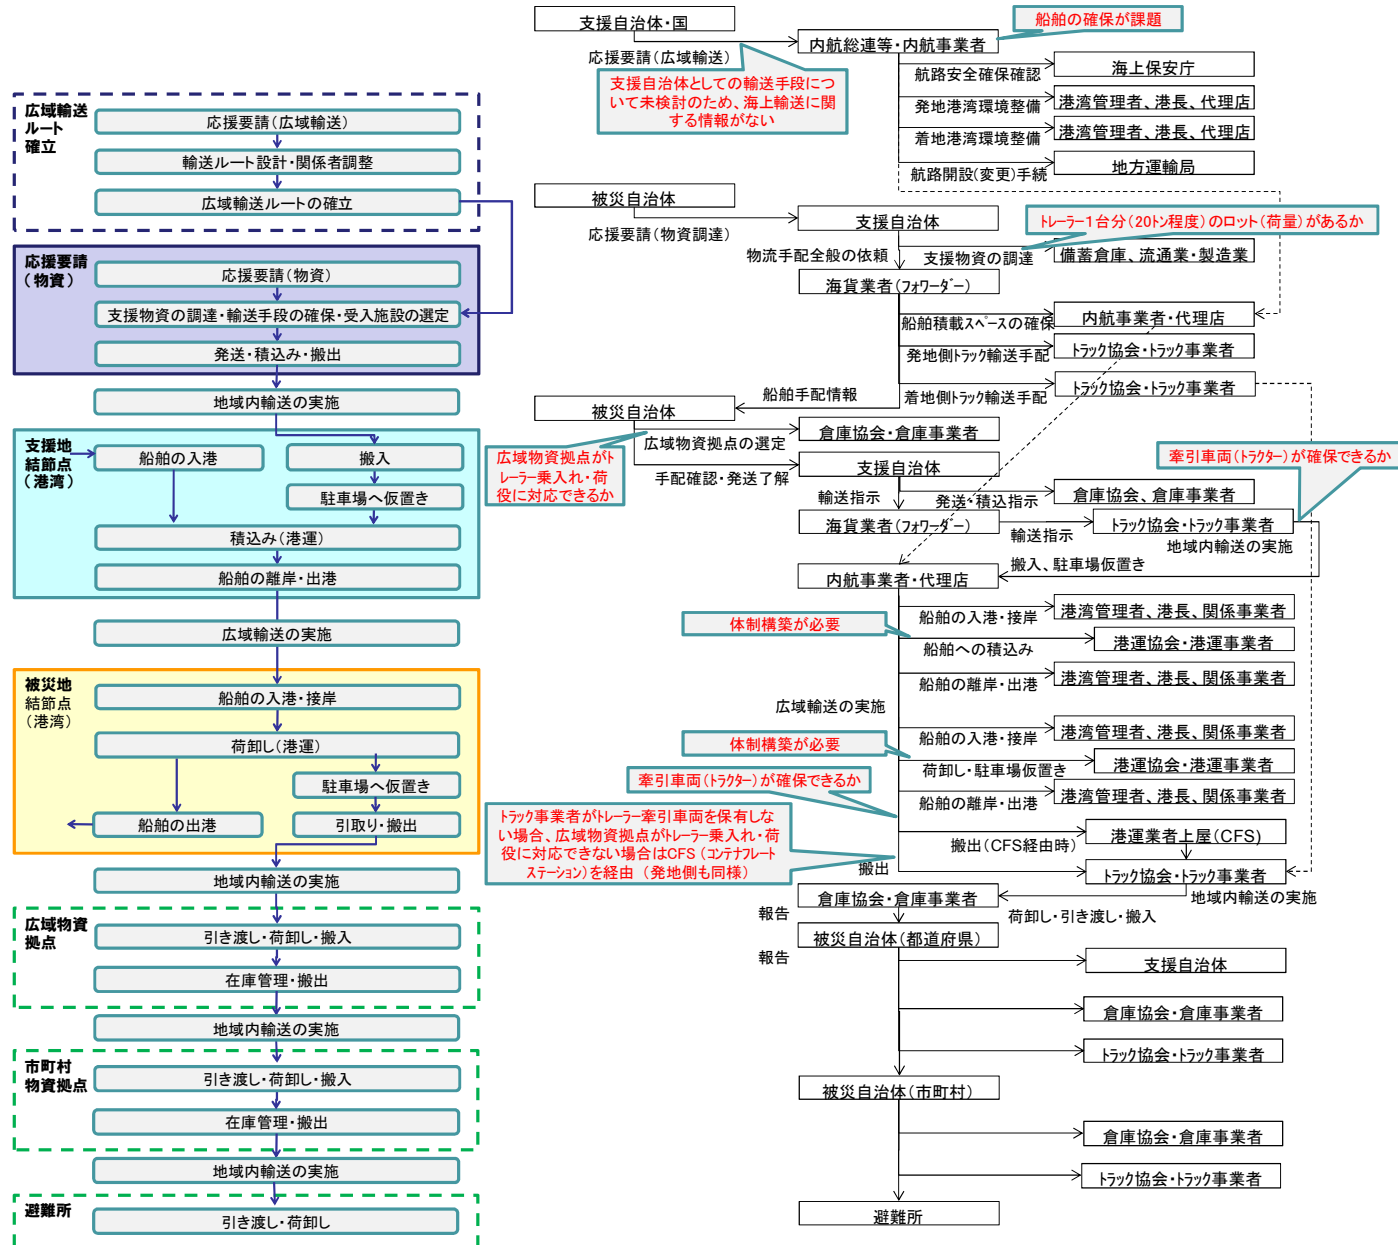 広域輸送
ルート
確立
応援要請(広域輸送)
輸送ルート設計・関係者調整
広域輸送ルートの確立
応援要請
(物資)
応援要請(物資)
支援物資の調達・輸送手段の確保・受入施設の選定
発送・積込み・搬出
地域内輸送の実施
支援地
結節点
(港湾)
船舶の入港
搬入
駐車場へ仮置き
積込み(港運)
船舶の離岸・出港
広域輸送の実施
被災地
結節点
(港湾)
船舶の入港・接岸
荷卸し(港運)
駐車場へ仮置き
船舶の出港
引取り・搬出
地域内輸送の実施
広域物資
拠点
引き渡し・荷卸し・搬入
在庫管理・搬出
地域内輸送の実施
市町村
物資拠点
引き渡し・荷卸し・搬入
在庫管理・搬出
地域内輸送の実施
避難所
引き渡し・荷卸し
支援自治体・国
応援要請(広域輸送)
内航総連等・内航事業者
船舶の確保が課題
支援自治体としての輸送手段につ
いて未検討のため、海上輸送に関
する情報がない
航路安全確保確認
海上保安庁
発地港湾環境整備
港湾管理者、港長、代理店
着地港湾環境整備
港湾管理者、港長、代理店
航路開設(変更)手続
地方運輸局
被災自治体
応援要請(物資調達)
支援自治体
トレーラー1台分(20トン程度)のロット(荷量)があるか
物流手配全般の依頼
支援物資の調達
備蓄倉庫、流通業・製造業
海貨業者(フォワーダー)
船舶積載スペースの確保
内航事業者・代理店
発地側トラック輸送手配
トラック協会・トラック事業者
着地側トラック輸送手配
トラック協会・トラック事業者
船舶手配情報
被災自治体
広域物資拠点の選定
倉庫協会・倉庫事業者
広域物資拠点がト
レーラー乗入れ・荷
役に対応できるか
手配確認・発送了解
支援自治体
牽引車両(トラクター)が確保できるか
輸送指示
発送・積込指示
倉庫協会、倉庫事業者
海貨業者(フォワーダー)
輸送指示
トラック協会・トラック事業者
地域内輸送の実施
搬入、駐車場仮置き
内航事業者・代理店
船舶の入港・接岸
港湾管理者、港長、関係事業者
体制構築が必要
船舶への積込み
港運協会・港運事業者
船舶の離岸・出港
港湾管理者、港長、関係事業者
広域輸送の実施
船舶の入港・接岸
港湾管理者、港長、関係事業者
体制構築が必要
荷卸し・駐車場仮置き
港運協会・港運事業者
牽引車両(トラクター)が確保できるか
船舶の離岸・出港
港湾管理者、港長、関係事業者
トラック事業者がトレーラー牽引車両を保有しな
い場合、広域物資拠点がトレーラー乗入れ・荷
役に対応できない場合はCFS(コンテナフレート
ステーション)を経由 (発地側も同様)
搬出(CFS経由時)
港運業者上屋(CFS)
搬出
トラック協会・トラック事業者
地域内輸送の実施
荷卸し・引き渡し・搬入
倉庫協会・倉庫事業者
報告
被災自治体(都道府県)
報告
支援自治体
倉庫協会・倉庫事業者
トラック協会・トラック事業者
被災自治体(市町村)
倉庫協会・倉庫事業者
トラック協会・トラック事業者
避難所